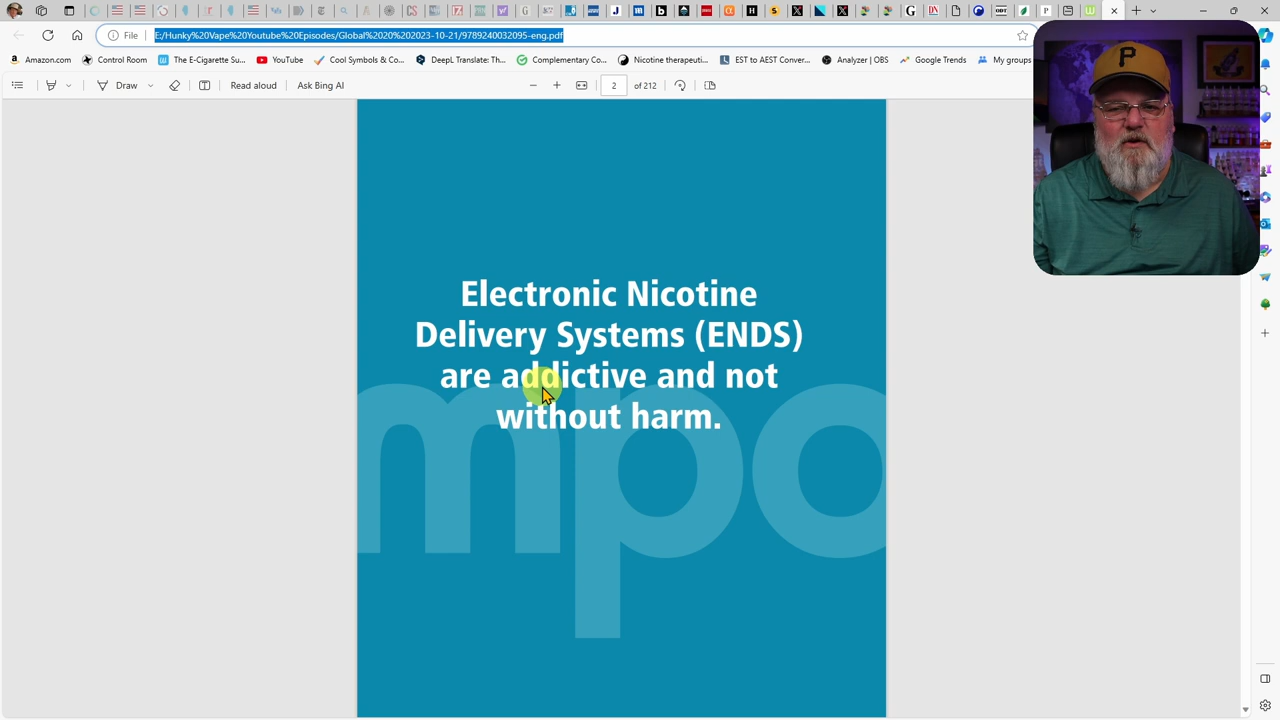 File
E:/Hunky%20Vape%20Youtube%20Episodes/Global%2020%202023-10-21/9789240032095-eng.pdf
Amazon.com
Control Room
The E-Cigarette Su...
YouTube
Cool Symbols & Co...
DeepL Translate: Th...
Complementary Co...
Nicotine therapeuti...
EST to AEST Conver...
Analyzer | OBS
Google Trends
My groups
Draw
Read aloud
Ask Bing AI
2
of 212
Electronic Nicotine
Delivery Systems (ENDS)
are addictive and not
without harm.
mpo
P